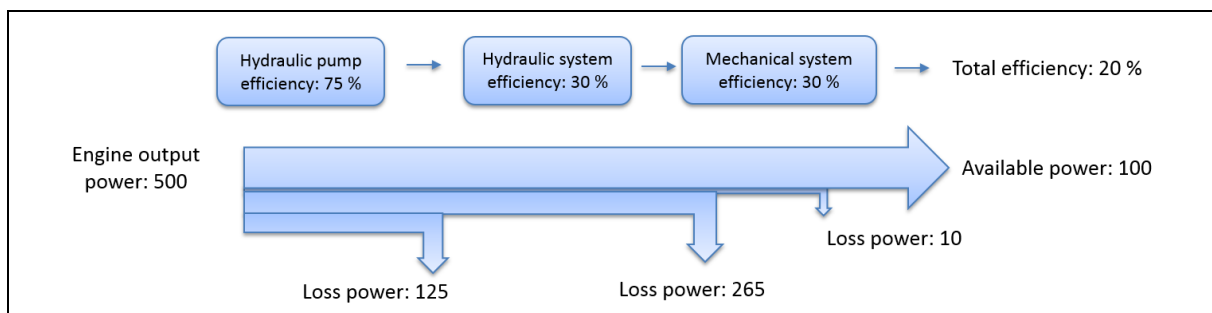 Hydraulic pump
efficiency: 75 %
Hydraulic system
efficiency: 30 %
Mechanical system
efficiency: 30 %
Total efficiency: 20 %
Engine output
power: 500
Available power: 100
Loss power: 10
Loss power: 125
Loss power: 265